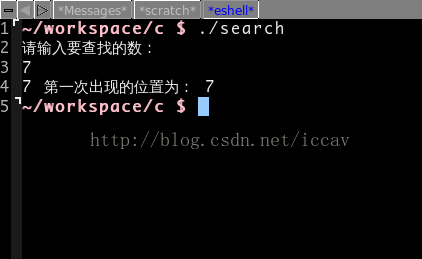 *Messages* *scratch* *eshell*
1 ~/workspace/c $ ./search
2 请输入要查找的数：
3 7
4 7 第一次出现的位置为： 7
5 ~/workspace/c $
http://blog.csdn.net/iccav